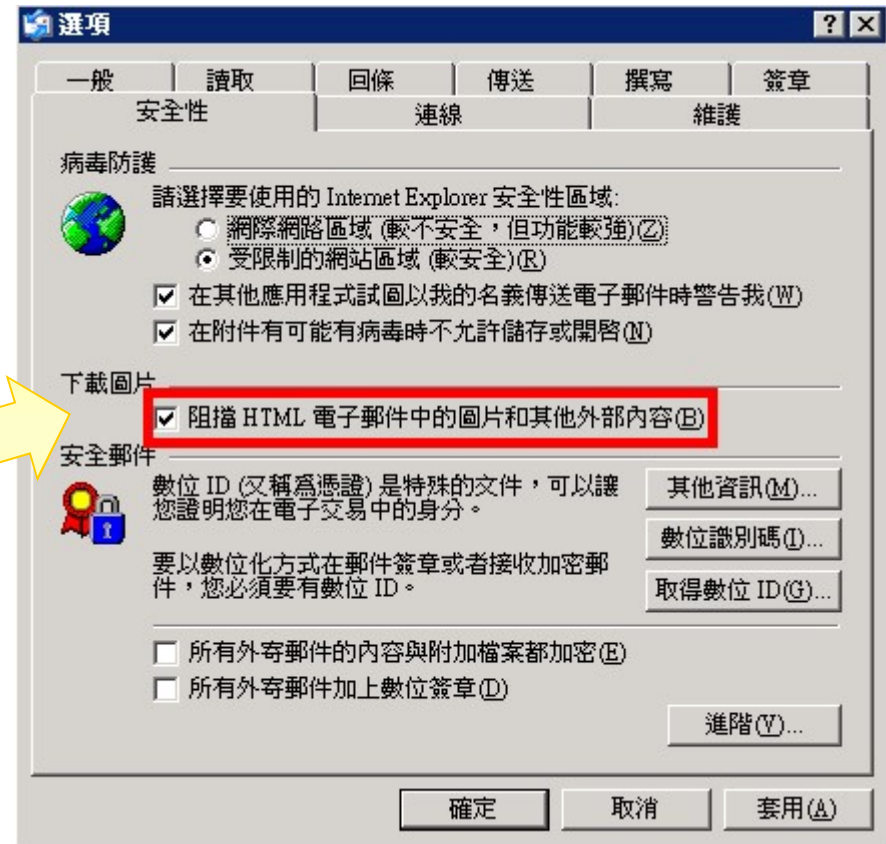 選項
一般 讀取 回條 傳送 撰寫 簽章
安全性 連線 維護
病毒防護
請選擇要使用的 Internet Explorer 安全性區域:
網際網路區域 (較不安全，但功能較強)(Z)
受限制的網站區域 (較安全)(R)
在其他應用程式試圖以我的名義傳送電子郵件時警告我(W)
在附件有可能有病毒時不允許儲存或開啓(N)
下載圖片
阻擋 HTML 電子郵件中的圖片和其他外部內容(B)
安全郵件
數位 ID (又稱爲憑證) 是特殊的文件，可以讓
您證明您在電子交易中的身分。
其他資訊(M)...
數位識別碼(I)...
要以數位化方式在郵件簽章或者接收加密郵
件，您必須要有數位 ID。
取得數位 ID(G)...
所有外寄郵件的內容與附加檔案都加密(E)
所有外寄郵件加上數位簽章(D)
進階(V)...
確定 取消 套用(A)